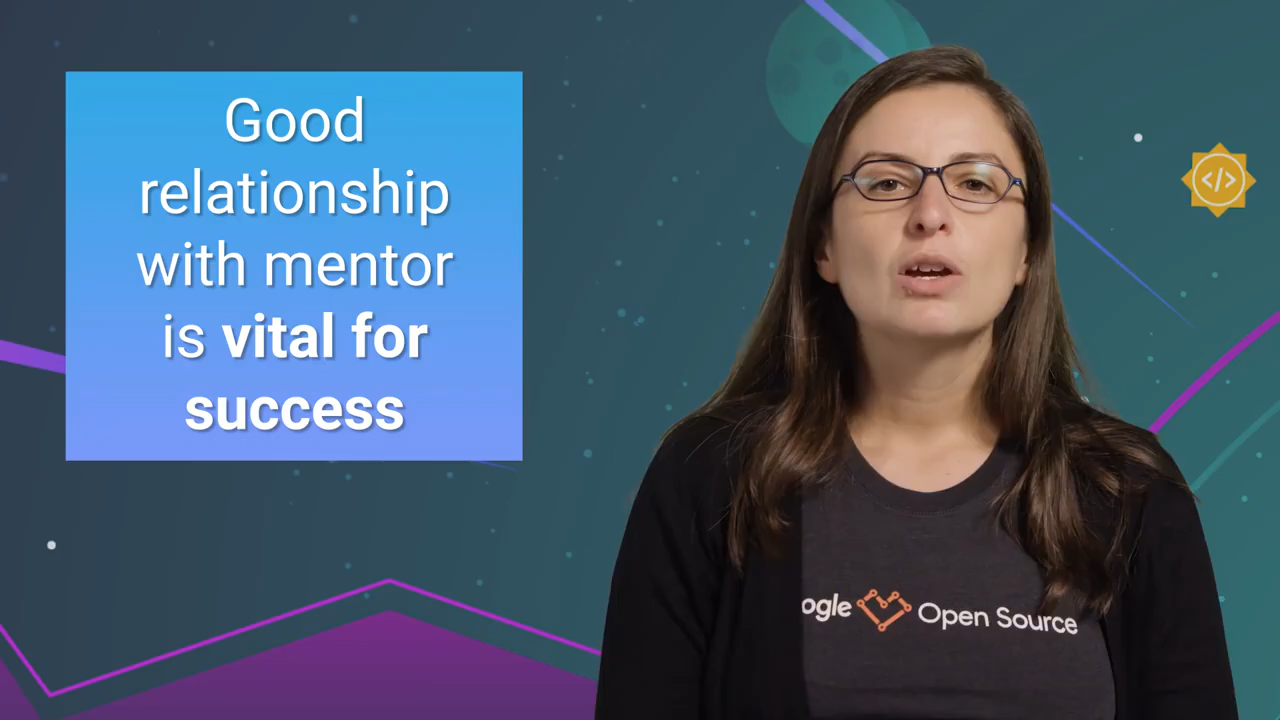 Good
relationship
with mentor
is vital for
success
</>
ogle Open Source